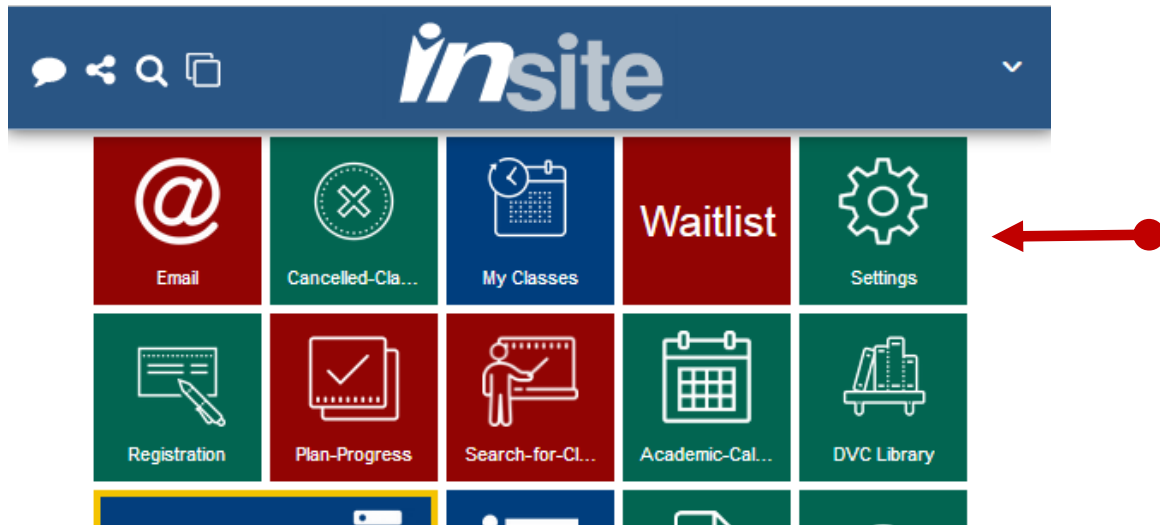 insite
Email
Cancelled-Cla...
My Classes
Waitlist
Settings
Registration
Plan-Progress
Search-for-Cl...
Academic-Cal...
DVC Library